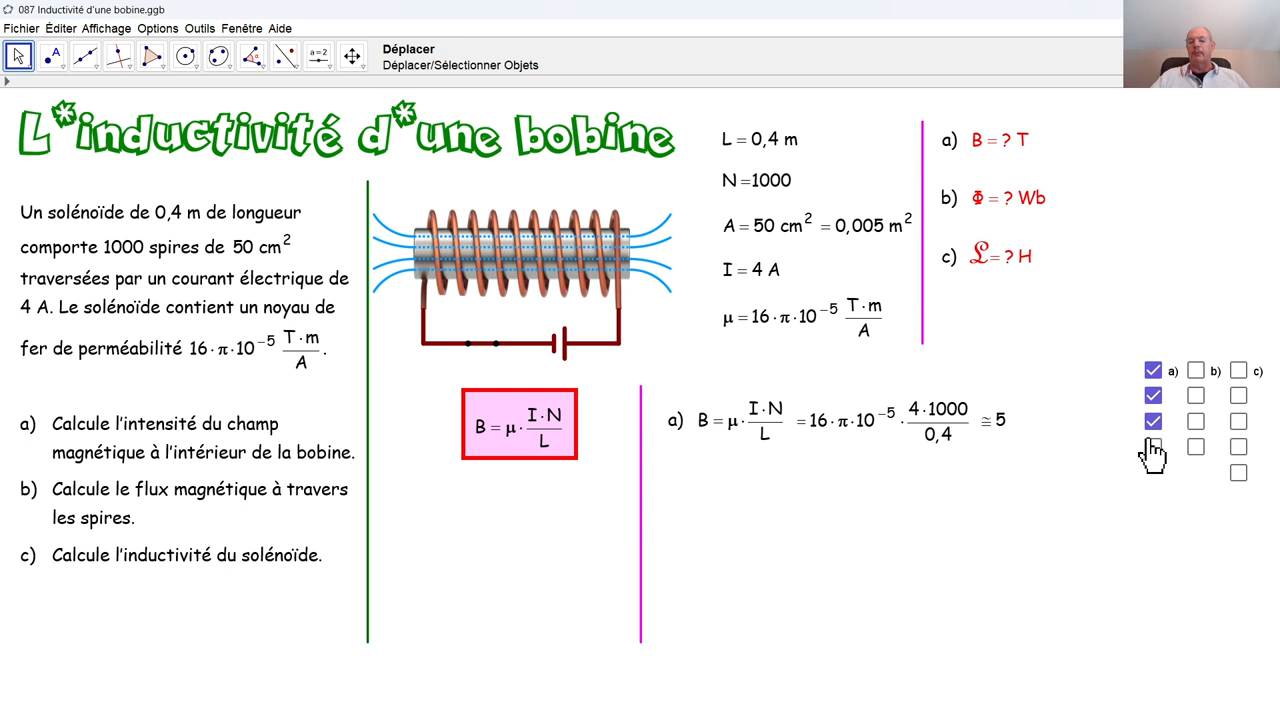 087 Inductivité d'une bobine.ggb
Fichier Éditer Affichage Options Outils Fenêtre Aide
A
a=2
Déplacer
Déplacer/Sélectionner Objets
L*inductivité d*une bobine
Un solénoïde de 0,4 m de longueur
comporte 1000 spires de 50 cm²
traversées par un courant électrique de
4 A. Le solénoïde contient un noyau de
fer de perméabilité 16·π·10⁻⁵ T·m/A.
a) Calcule l'intensité du champ
magnétique à l'intérieur de la bobine.
b) Calcule le flux magnétique à travers
les spires.
c) Calcule l'inductivité du solénoïde.
B = μ· I·N/L
L = 0,4 m
N =1000
A = 50 cm² = 0,005 m²
I = 4 A
μ = 16·π·10⁻⁵ T·m/A
a) B = ? T
b) Φ = ? Wb
c) ℒ = ? H
a) B = μ· I·N/L = 16·π·10⁻⁵ · 4·1000/0,4 ≅ 5
a) b) c)